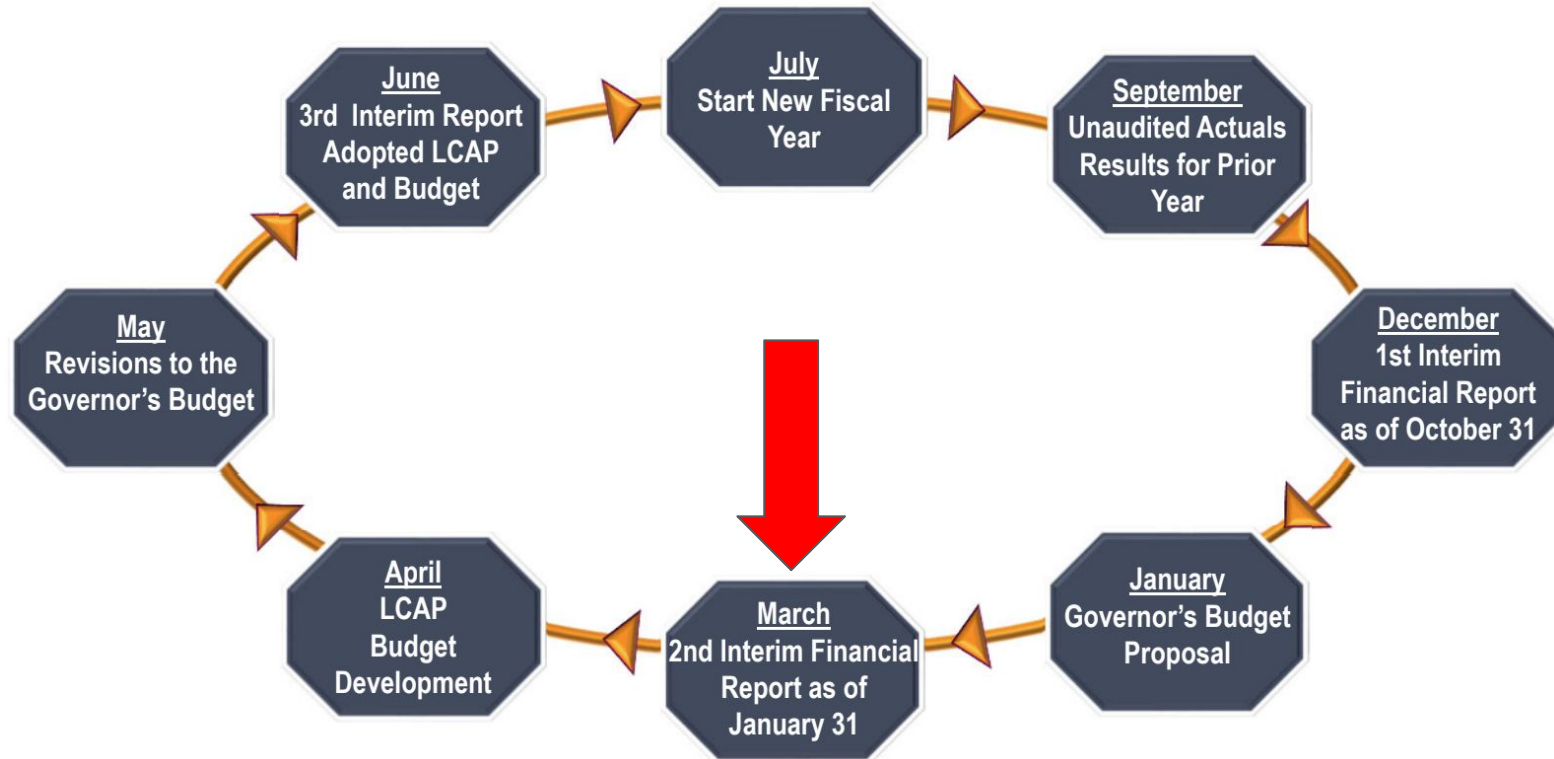 July
Start New Fiscal
Year
September
Unaudited Actuals
Results for Prior
Year
December
1st Interim
Financial Report
as of October 31
January
Governor’s Budget
Proposal
March
2nd Interim Financial
Report as of
January 31
April
LCAP
Budget
Development
May
Revisions to the
Governor’s Budget
June
3rd  Interim Report
Adopted LCAP
and Budget